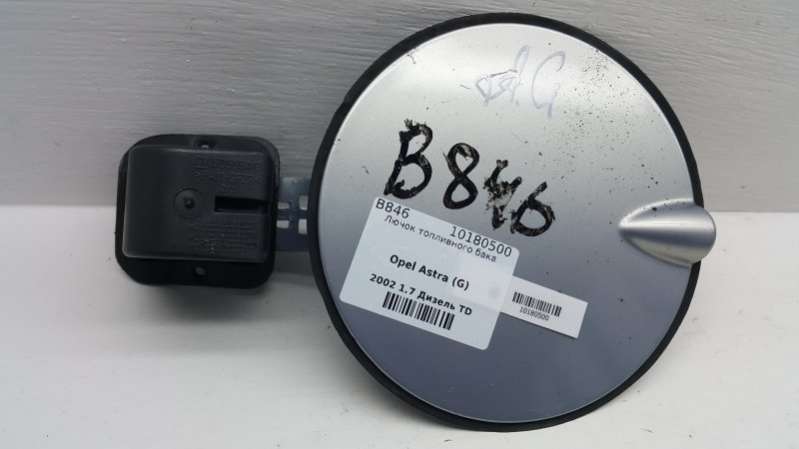 A.G
B846
B846 10180500
Лючок топливного бака
Opel Astra (G)
2002 1.7 Дизель TD
10180500